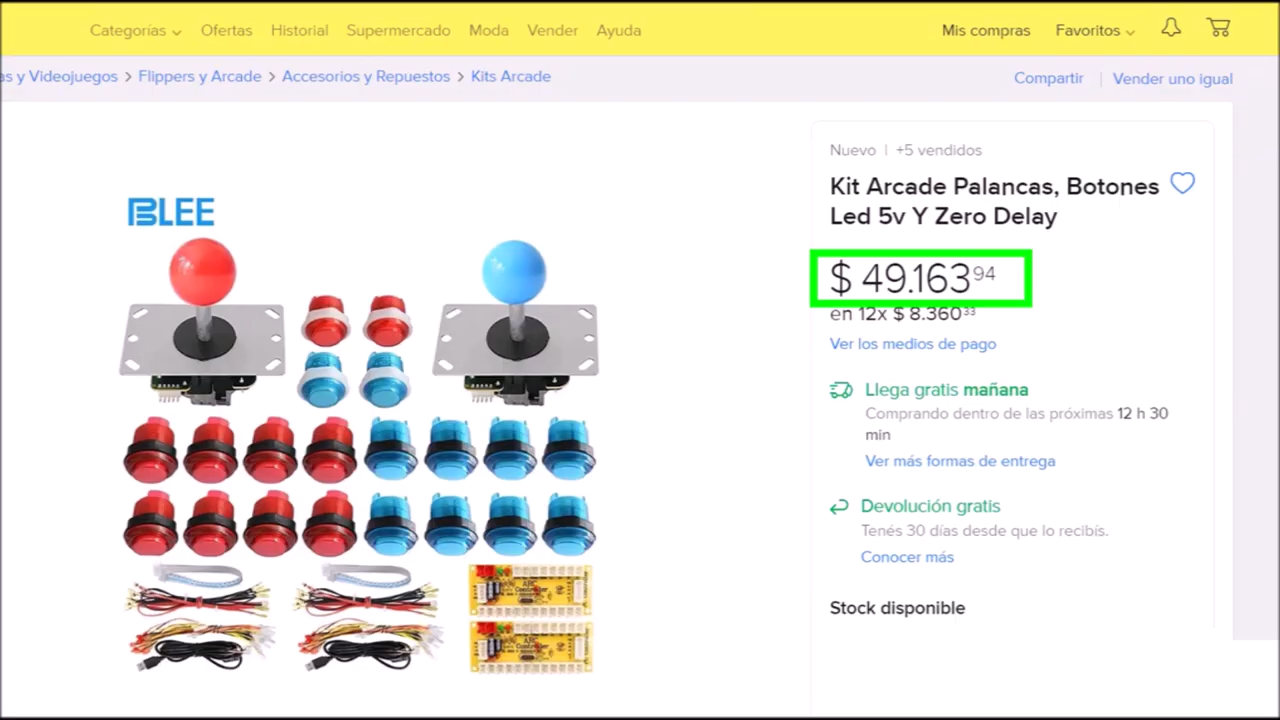 Categorías Ofertas Historial Supermercado Moda Vender Ayuda Mis compras Favoritos
as y Videojuegos > Flippers y Arcade > Accesorios y Repuestos > Kits Arcade Compartir | Vender uno igual
Nuevo | +5 vendidos
Kit Arcade Palancas, Botones
Led 5v Y Zero Delay
BLEE
$ 49.163 94
en 12x $ 8.360 33
Ver los medios de pago
Llega gratis mañana
Comprando dentro de las próximas 12 h 30
min
Ver más formas de entrega
Devolución gratis
Tenés 30 días desde que lo recibís.
Conocer más
Stock disponible